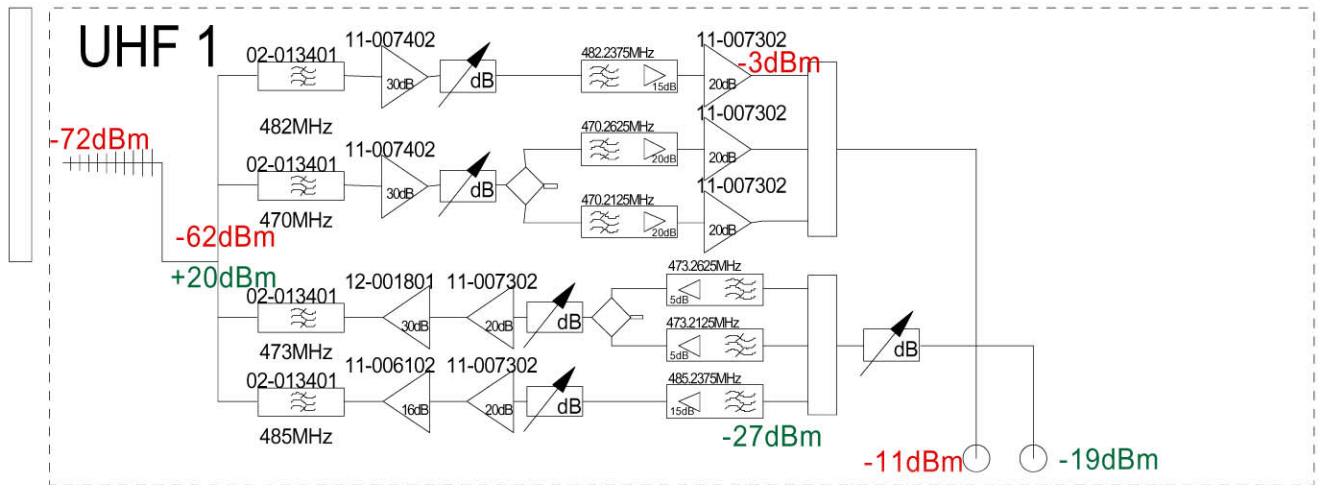 UHF 1
11-007402
02-013401
30dB
dB
482MHz
482.2375MHz
15dB
11-007302
-3dBm
20dB
-72dBm
11-007402
02-013401
30dB
dB
470MHz
470.2625MHz
20dB
11-007302
20dB
470.2125MHz
20dB
11-007302
20dB
-62dBm
+20dBm
12-001801
11-007302
02-013401
30dB
20dB
dB
473MHz
473.2625MHz
5dB
473.2125MHz
5dB
dB
11-006102
11-007302
02-013401
16dB
20dB
dB
485MHz
485.2375MHz
15dB
-27dBm
-11dBm
-19dBm